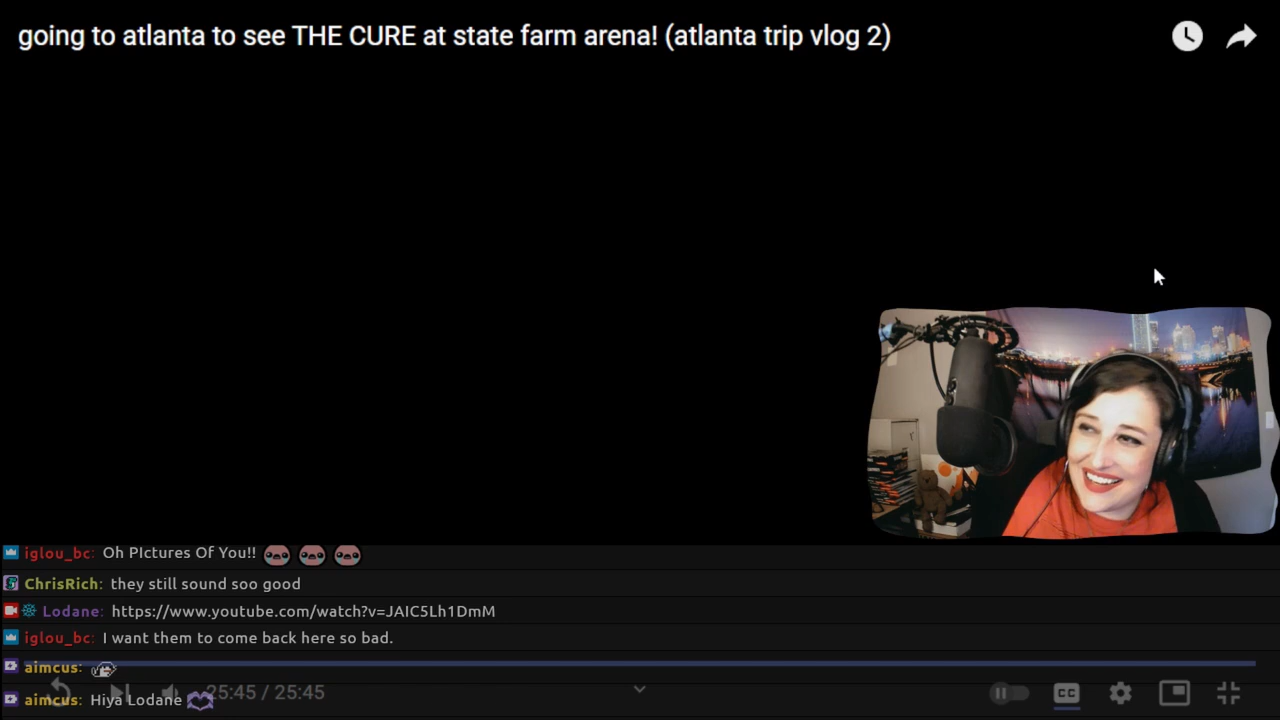 going to atlanta to see THE CURE at state farm arena! (atlanta trip vlog 2)
iglou_bc: Oh PIctures Of You!!
ChrisRich: they still sound soo good
Lodane: https://www.youtube.com/watch?v=JAIC5Lh1DmM
iglou_bc: I want them to come back here so bad.
aimcus:
aimcus: Hiya Lodane
25:45 / 25:45
CC